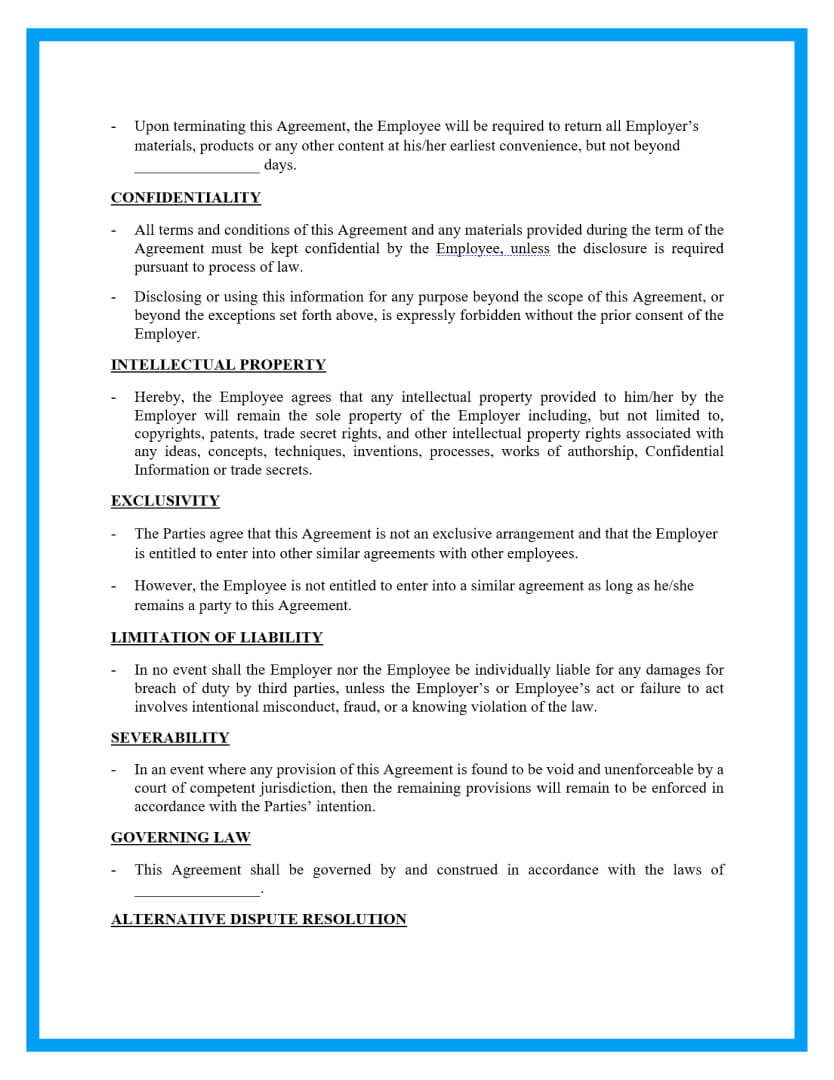 - Upon terminating this Agreement, the Employee will be required to return all Employer's
materials, products or any other content at his/her earliest convenience, but not beyond
_________________ days.
CONFIDENTIALITY
- All terms and conditions of this Agreement and any materials provided during the term of the
Agreement must be kept confidential by the Employee, unless the disclosure is required
pursuant to process of law.
- Disclosing or using this information for any purpose beyond the scope of this Agreement, or
beyond the exceptions set forth above, is expressly forbidden without the prior consent of the
Employer.
INTELLECTUAL PROPERTY
- Hereby, the Employee agrees that any intellectual property provided to him/her by the
Employer will remain the sole property of the Employer including, but not limited to,
copyrights, patents, trade secret rights, and other intellectual property rights associated with
any ideas, concepts, techniques, inventions, processes, works of authorship, Confidential
Information or trade secrets.
EXCLUSIVITY
- The Parties agree that this Agreement is not an exclusive arrangement and that the Employer
is entitled to enter into other similar agreements with other employees.
- However, the Employee is not entitled to enter into a similar agreement as long as he/she
remains a party to this Agreement.
LIMITATION OF LIABILITY
- In no event shall the Employer nor the Employee be individually liable for any damages for
breach of duty by third parties, unless the Employer's or Employee's act or failure to act
involves intentional misconduct, fraud, or a knowing violation of the law.
SEVERABILITY
- In an event where any provision of this Agreement is found to be void and unenforceable by a
court of competent jurisdiction, then the remaining provisions will remain to be enforced in
accordance with the Parties' intention.
GOVERNING LAW
- This Agreement shall be governed by and construed in accordance with the laws of
_________________.
ALTERNATIVE DISPUTE RESOLUTION